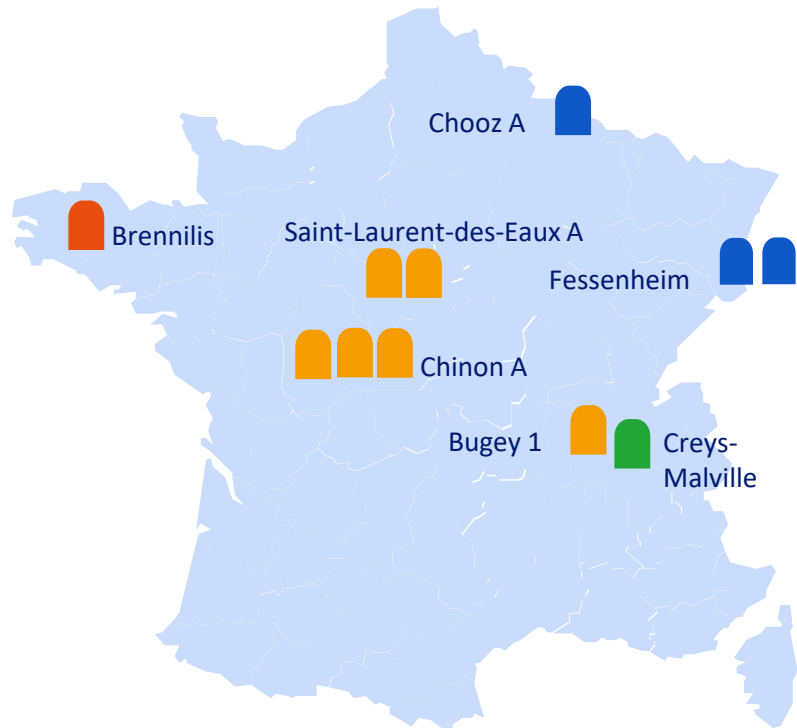 Chooz A
Brennilis
Saint-Laurent-des-Eaux A
Fessenheim
Chinon A
Bugey 1
Creys-
Malville